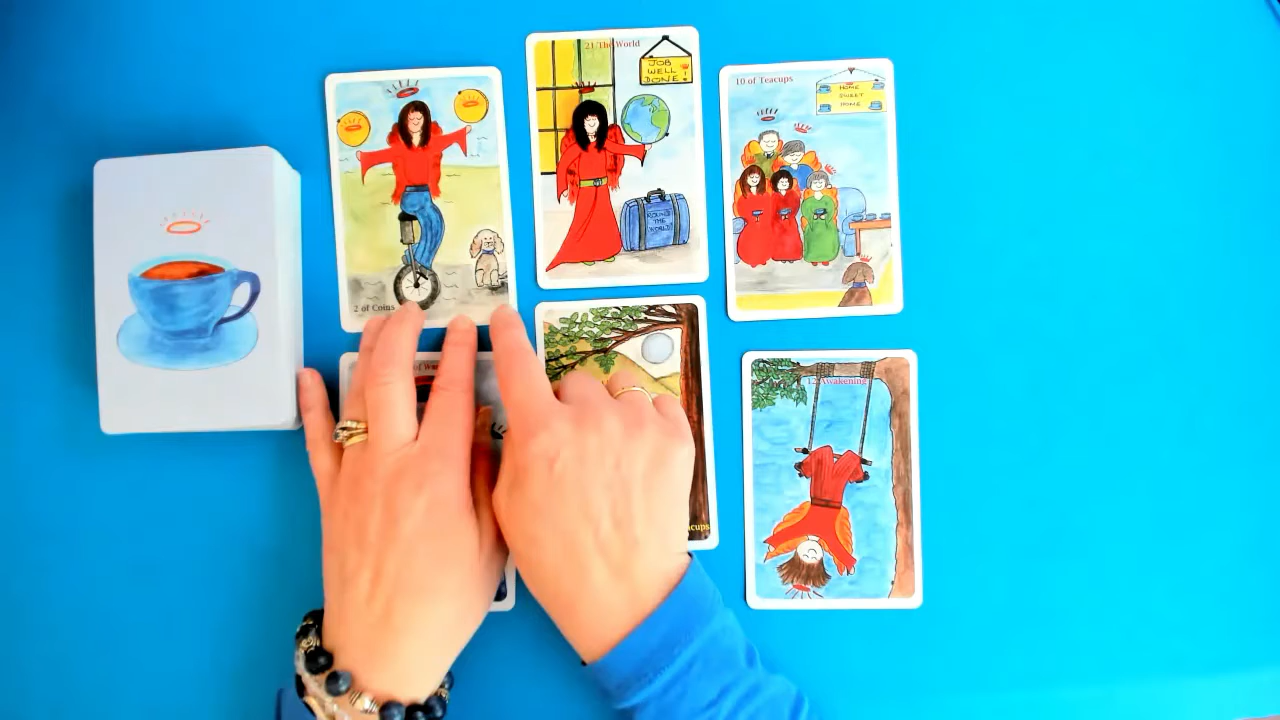 21 The World
JOB
WELL
DONE!
ROUND
THE
WORLD
10 of Teacups
HOME
SWEET
HOME
2 of Coins
of
12 Awakening